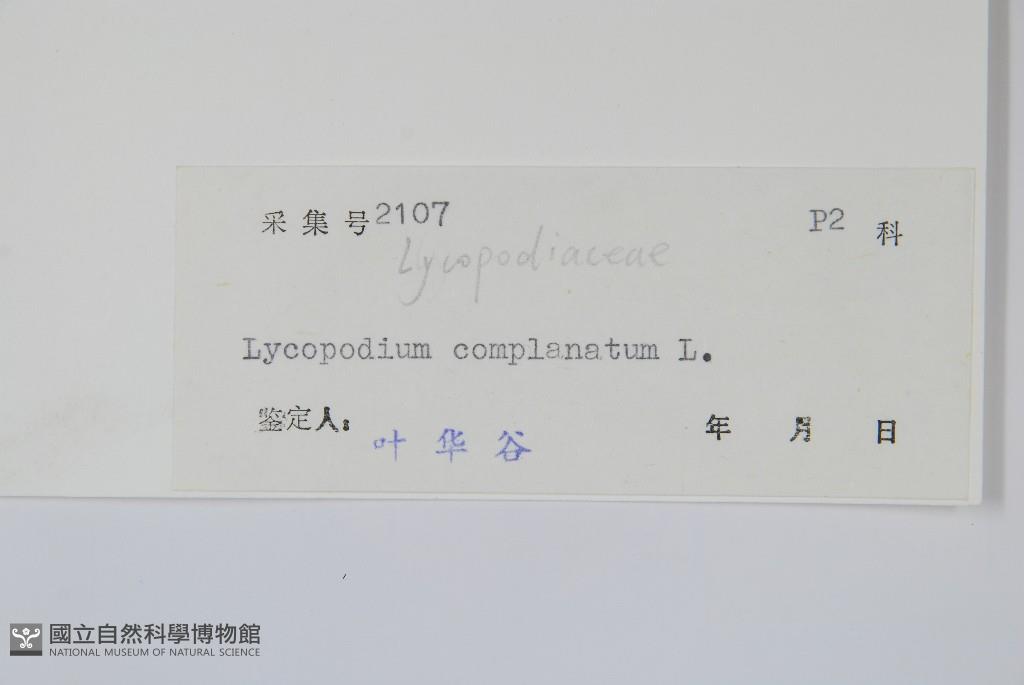 采集号2107 P2 科
Lycopodiaceae
Lycopodium complanatum L.
鉴定人: 叶华谷 年 月 日
國立自然科學博物館
NATIONAL MUSEUM OF NATURAL SCIENCE